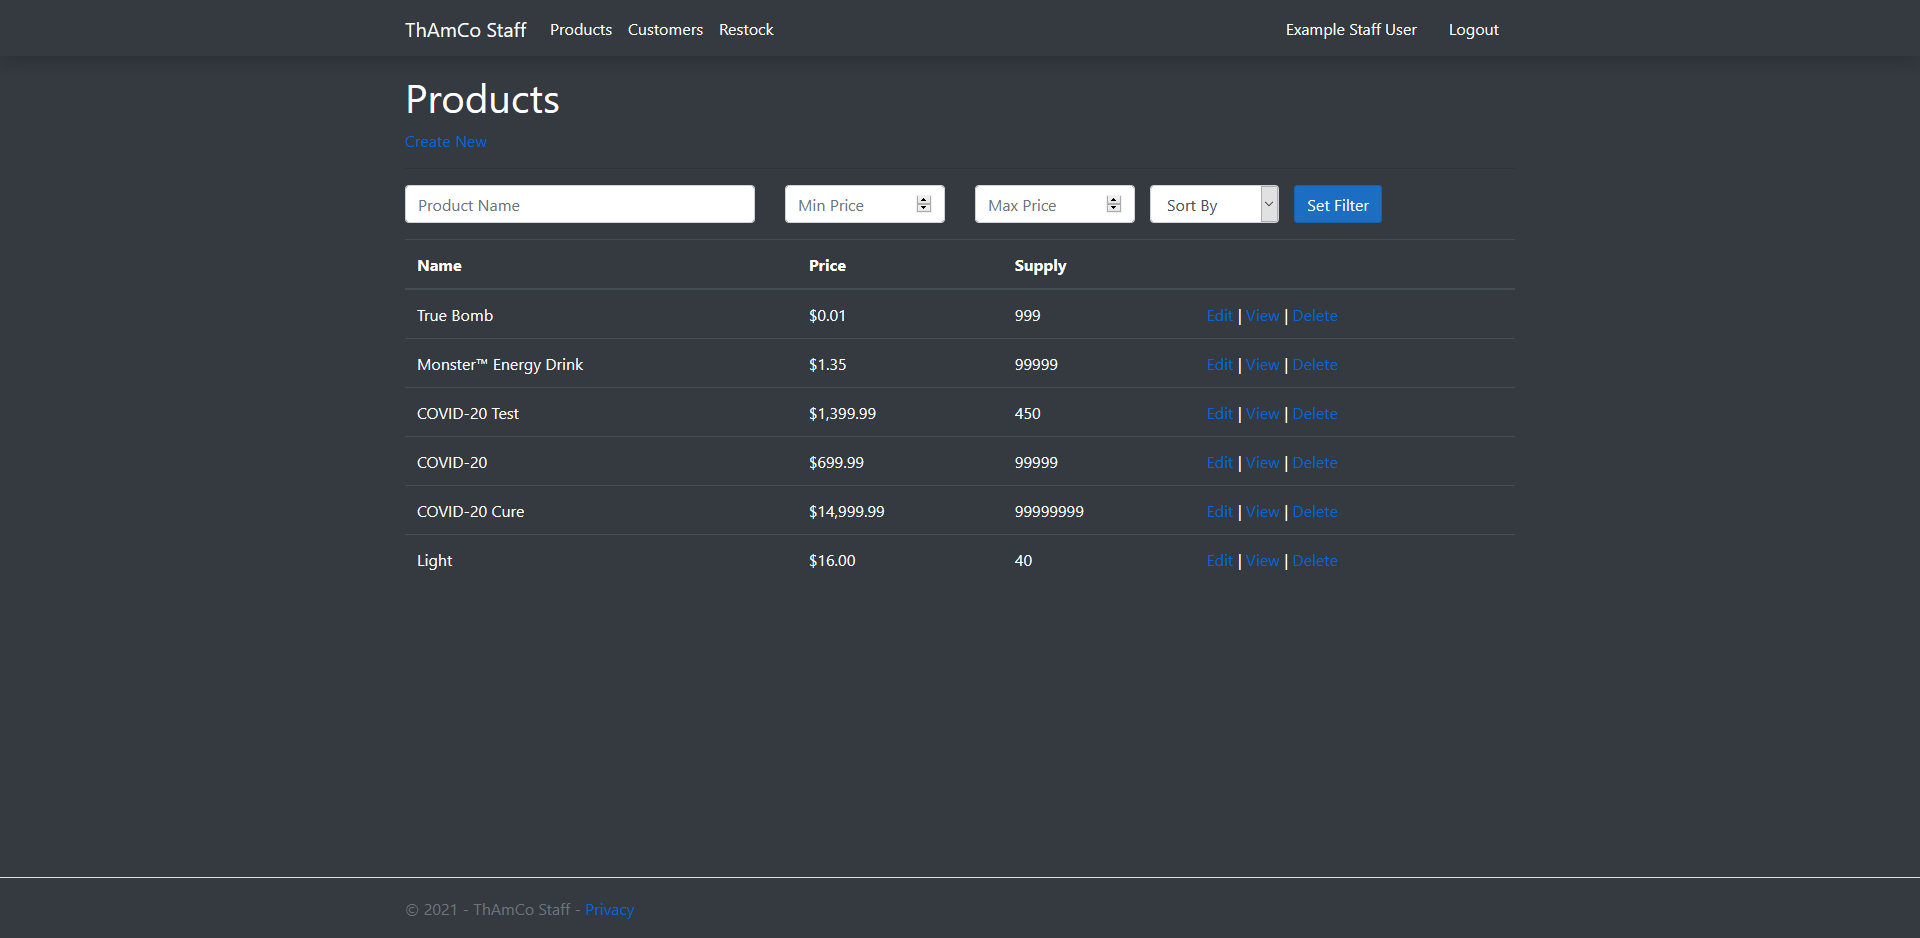 ThAmCo Staff Products Customers Restock Example Staff User Logout
Products
Create New
Product Name Min Price Max Price Sort By Set Filter
Name Price Supply
True Bomb $0.01 999 Edit | View | Delete
Monster™ Energy Drink $1.35 99999 Edit | View | Delete
COVID-20 Test $1,399.99 450 Edit | View | Delete
COVID-20 $699.99 99999 Edit | View | Delete
COVID-20 Cure $14,999.99 99999999 Edit | View | Delete
Light $16.00 40 Edit | View | Delete
© 2021 - ThAmCo Staff - Privacy